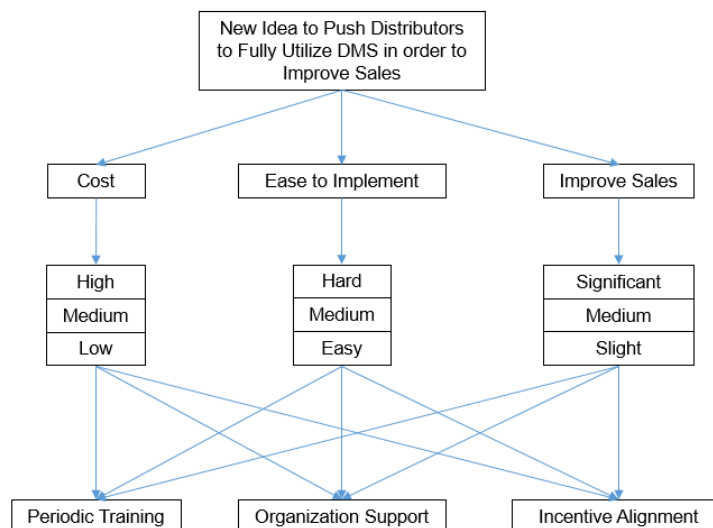 New Idea to Push Distributors
to Fully Utilize DMS in order to
Improve Sales
Cost
Ease to Implement
Improve Sales
High
Medium
Low
Hard
Medium
Easy
Significant
Medium
Slight
Periodic Training
Organization Support
Incentive Alignment